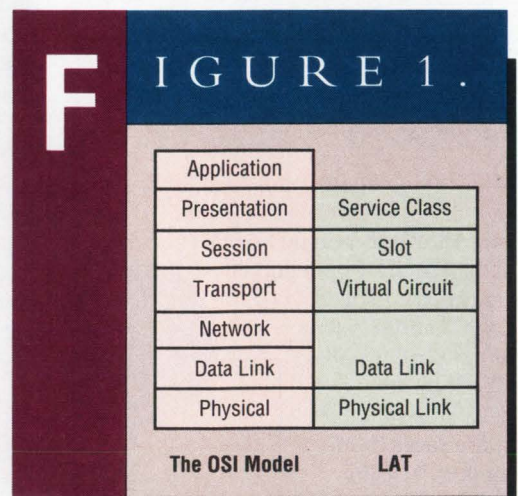 FIGURE 1.
Application
Presentation Service Class
Session Slot
Transport Virtual Circuit
Network
Data Link Data Link
Physical Physical Link
The OSI Model LAT